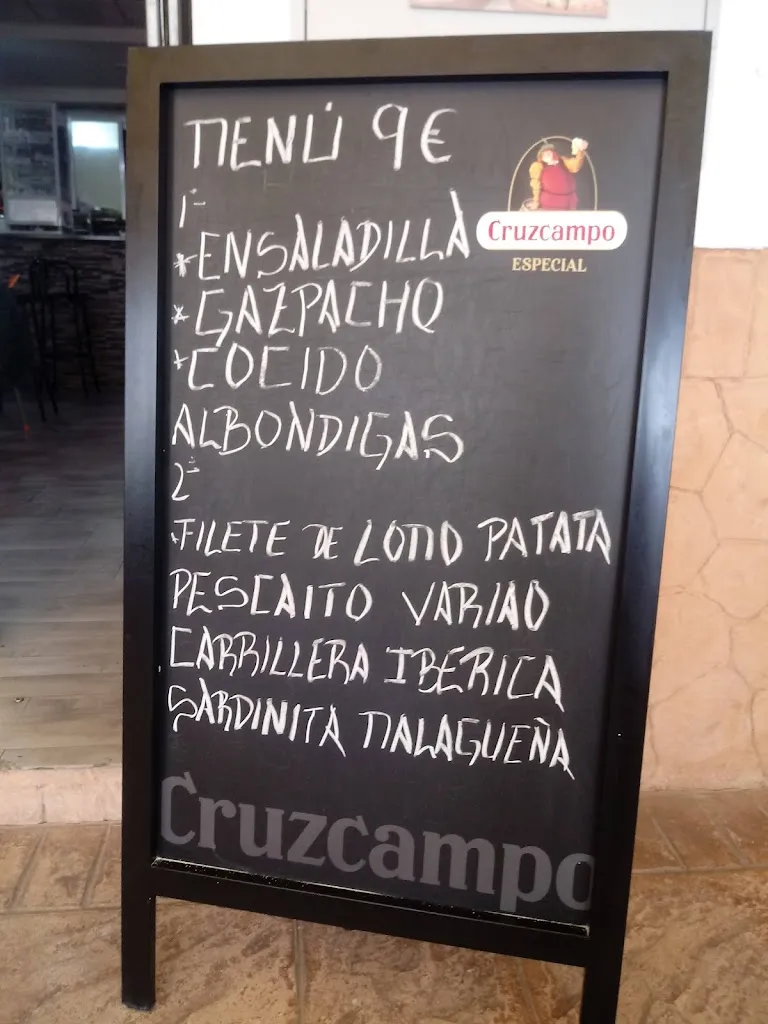 MENÚ 9€
1º
Cruzcampo
ESPECIAL
*ENSALADILLA
*GAZPACHO
*COCIDO
ALBONDIGAS
2º
.FILETE DE LOMO PATATA
PESCAITO VARIAO
CARRILLERA IBERICA
SARDINITA MALAGUEÑA
Cruzcampo